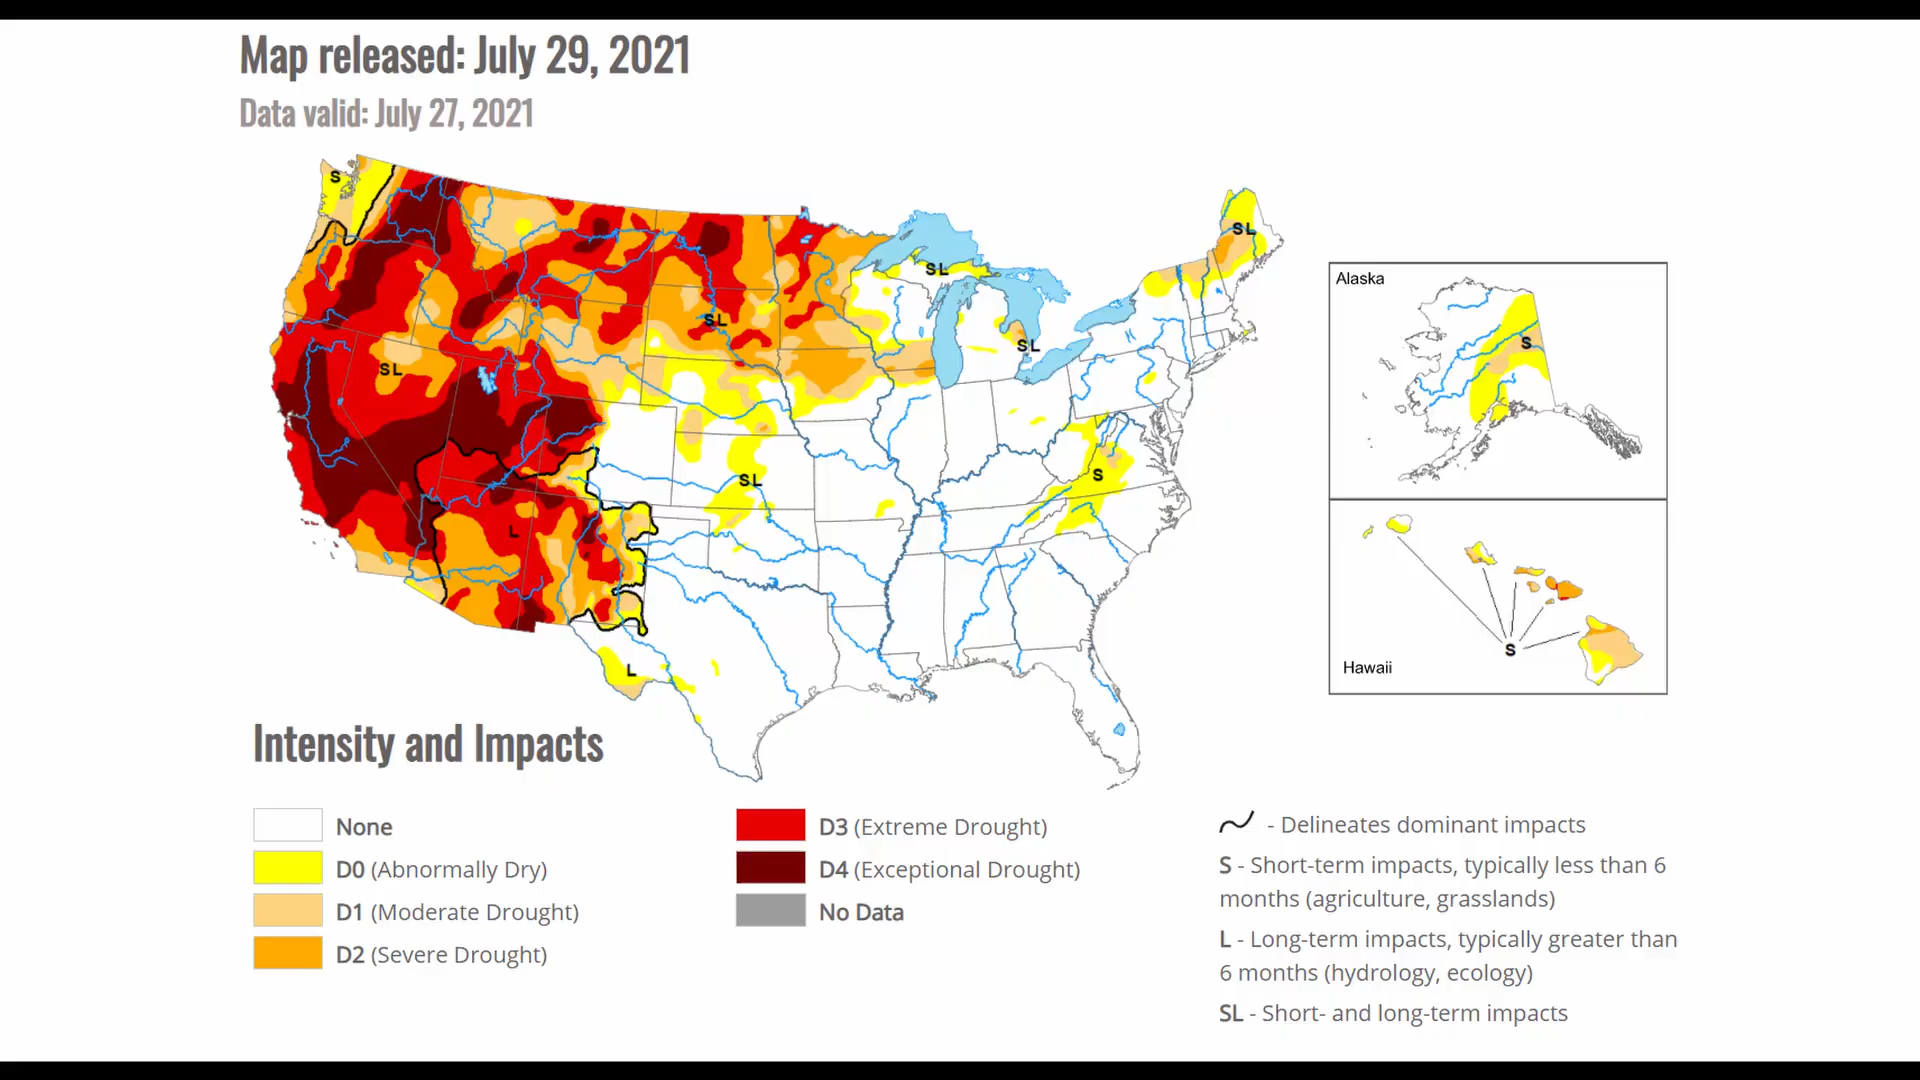 Map released: July 29, 2021
Data valid: July 27, 2021
S
SL
SL
SL
SL
SL
SL
S
L
L
Alaska
S
Hawaii
S
Intensity and Impacts
None
D0 (Abnormally Dry)
D1 (Moderate Drought)
D2 (Severe Drought)
D3 (Extreme Drought)
D4 (Exceptional Drought)
No Data
- Delineates dominant impacts
S - Short-term impacts, typically less than 6
months (agriculture, grasslands)
L - Long-term impacts, typically greater than
6 months (hydrology, ecology)
SL - Short- and long-term impacts